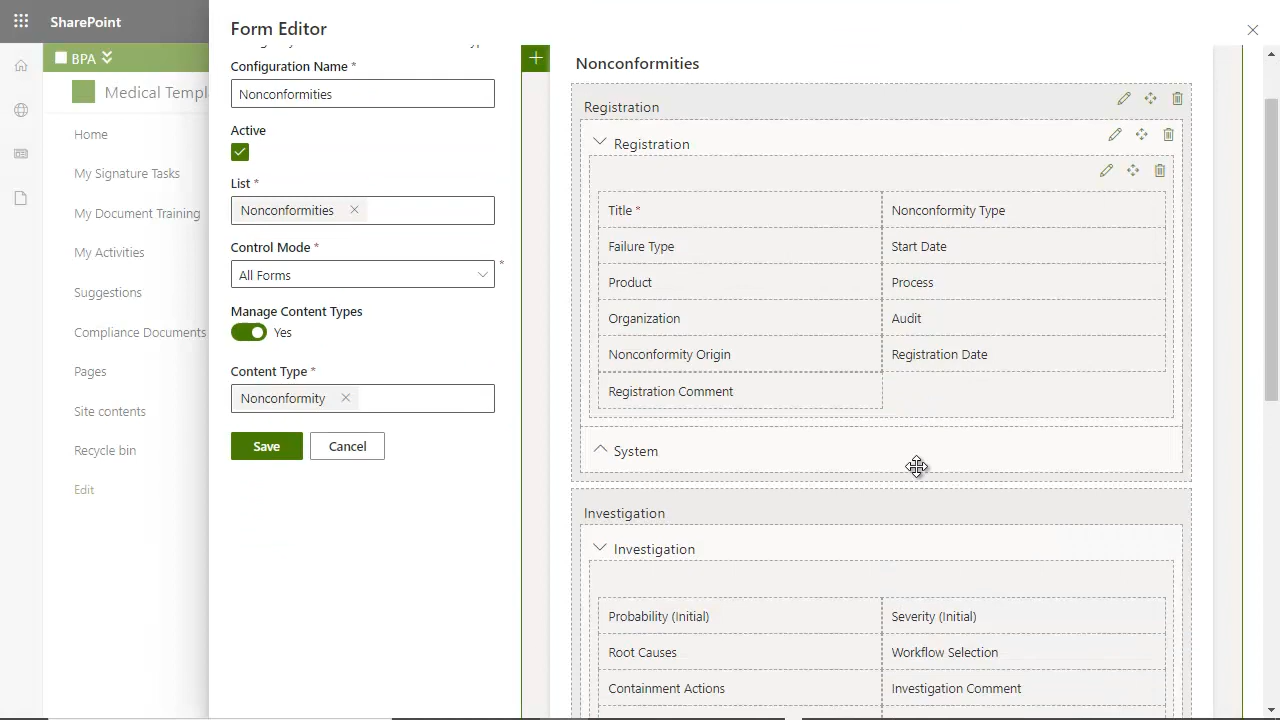 SharePoint
BPA
Medical Templ
Home
My Signature Tasks
My Document Training
My Activities
Suggestions
Compliance Documents
Pages
Site contents
Recycle bin
Edit
Form Editor
Configuration Name *
Nonconformities
Active
List *
Nonconformities
Control Mode *
All Forms
*
Manage Content Types
Yes
Content Type *
Nonconformity
Save
Cancel
Nonconformities
Registration
Registration
Title *
Nonconformity Type
Failure Type
Start Date
Product
Process
Organization
Audit
Nonconformity Origin
Registration Date
Registration Comment
System
Investigation
Investigation
Probability (Initial)
Severity (Initial)
Root Causes
Workflow Selection
Containment Actions
Investigation Comment